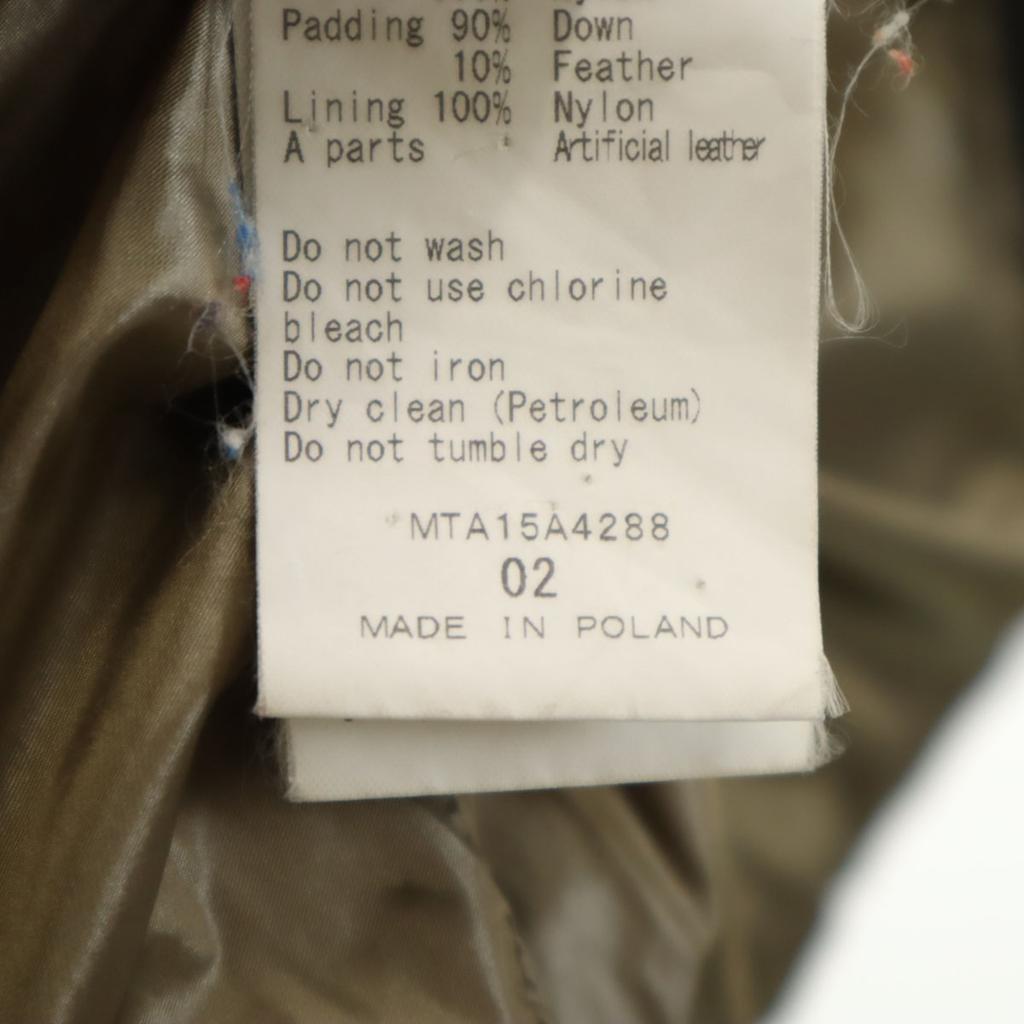 Padding 90% Down
10% Feather
Lining 100% Nylon
A parts Artificial leather
Do not wash
Do not use chlorine
bleach
Do not iron
Dry clean (Petroleum)
Do not tumble dry
MTA15A4288
02
MADE IN POLAND